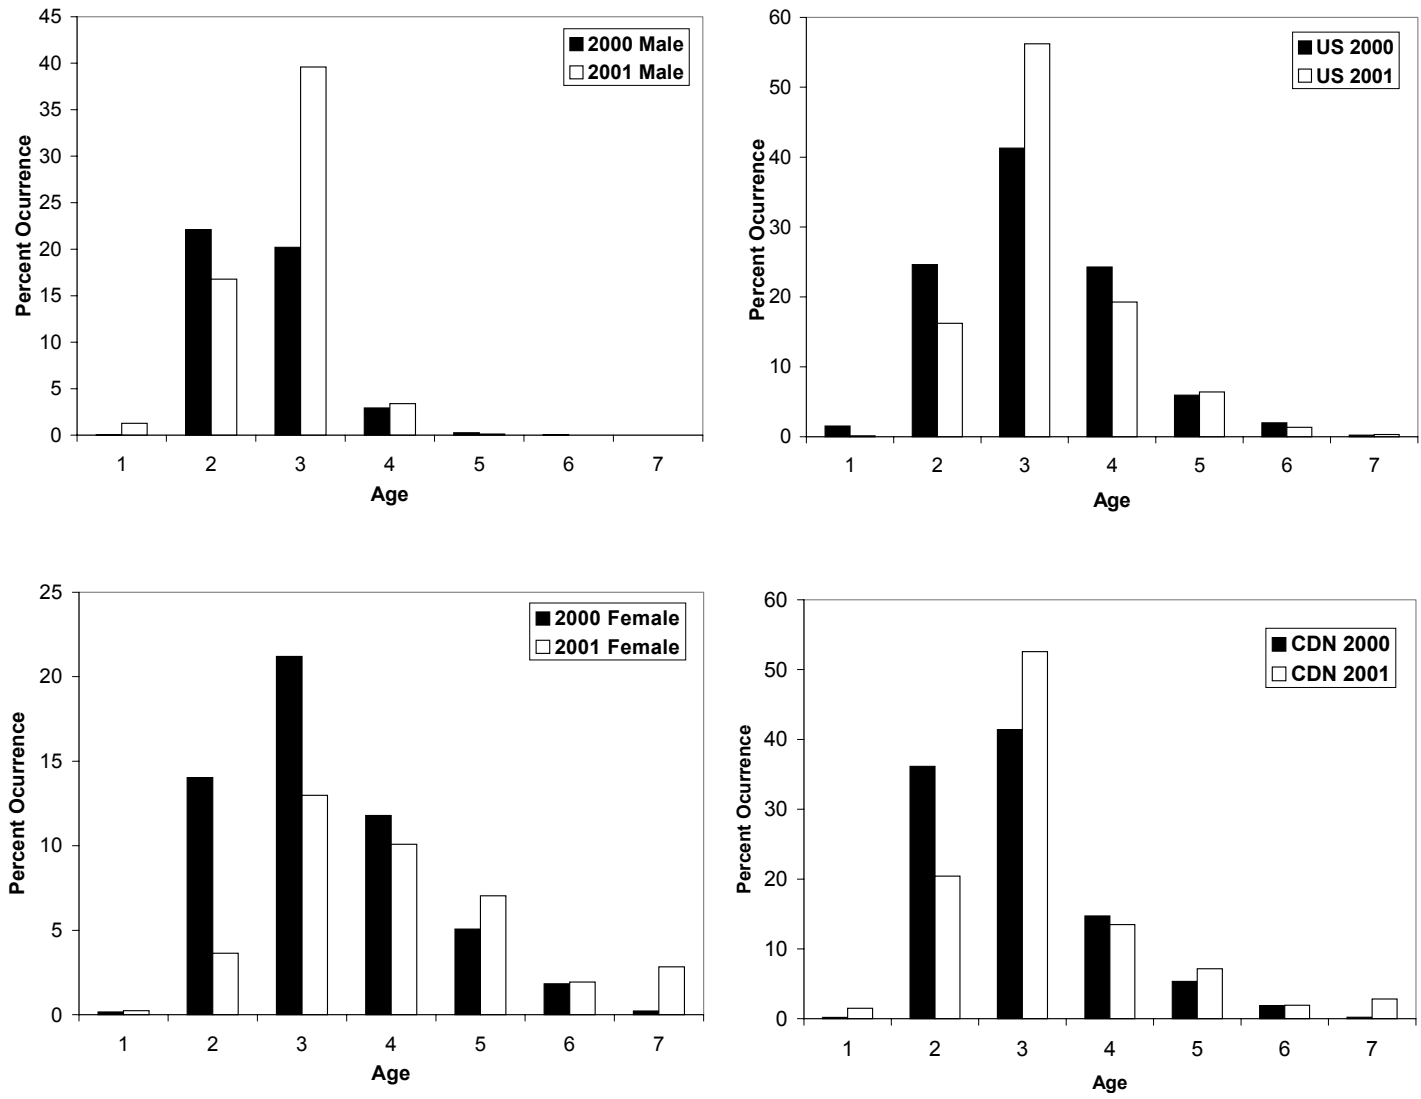 45
40
35
30
25
20
15
10
5
0
Percent Ocurrence
2000 Male
2001 Male
1 2 3 4 5 6 7
Age
60
50
40
30
20
10
0
Percent Ocurrence
US 2000
US 2001
1 2 3 4 5 6 7
Age
25
20
15
10
5
0
Percent Ocurrence
2000 Female
2001 Female
1 2 3 4 5 6 7
Age
60
50
40
30
20
10
0
Percent Ocurrence
CDN 2000
CDN 2001
1 2 3 4 5 6 7
Age